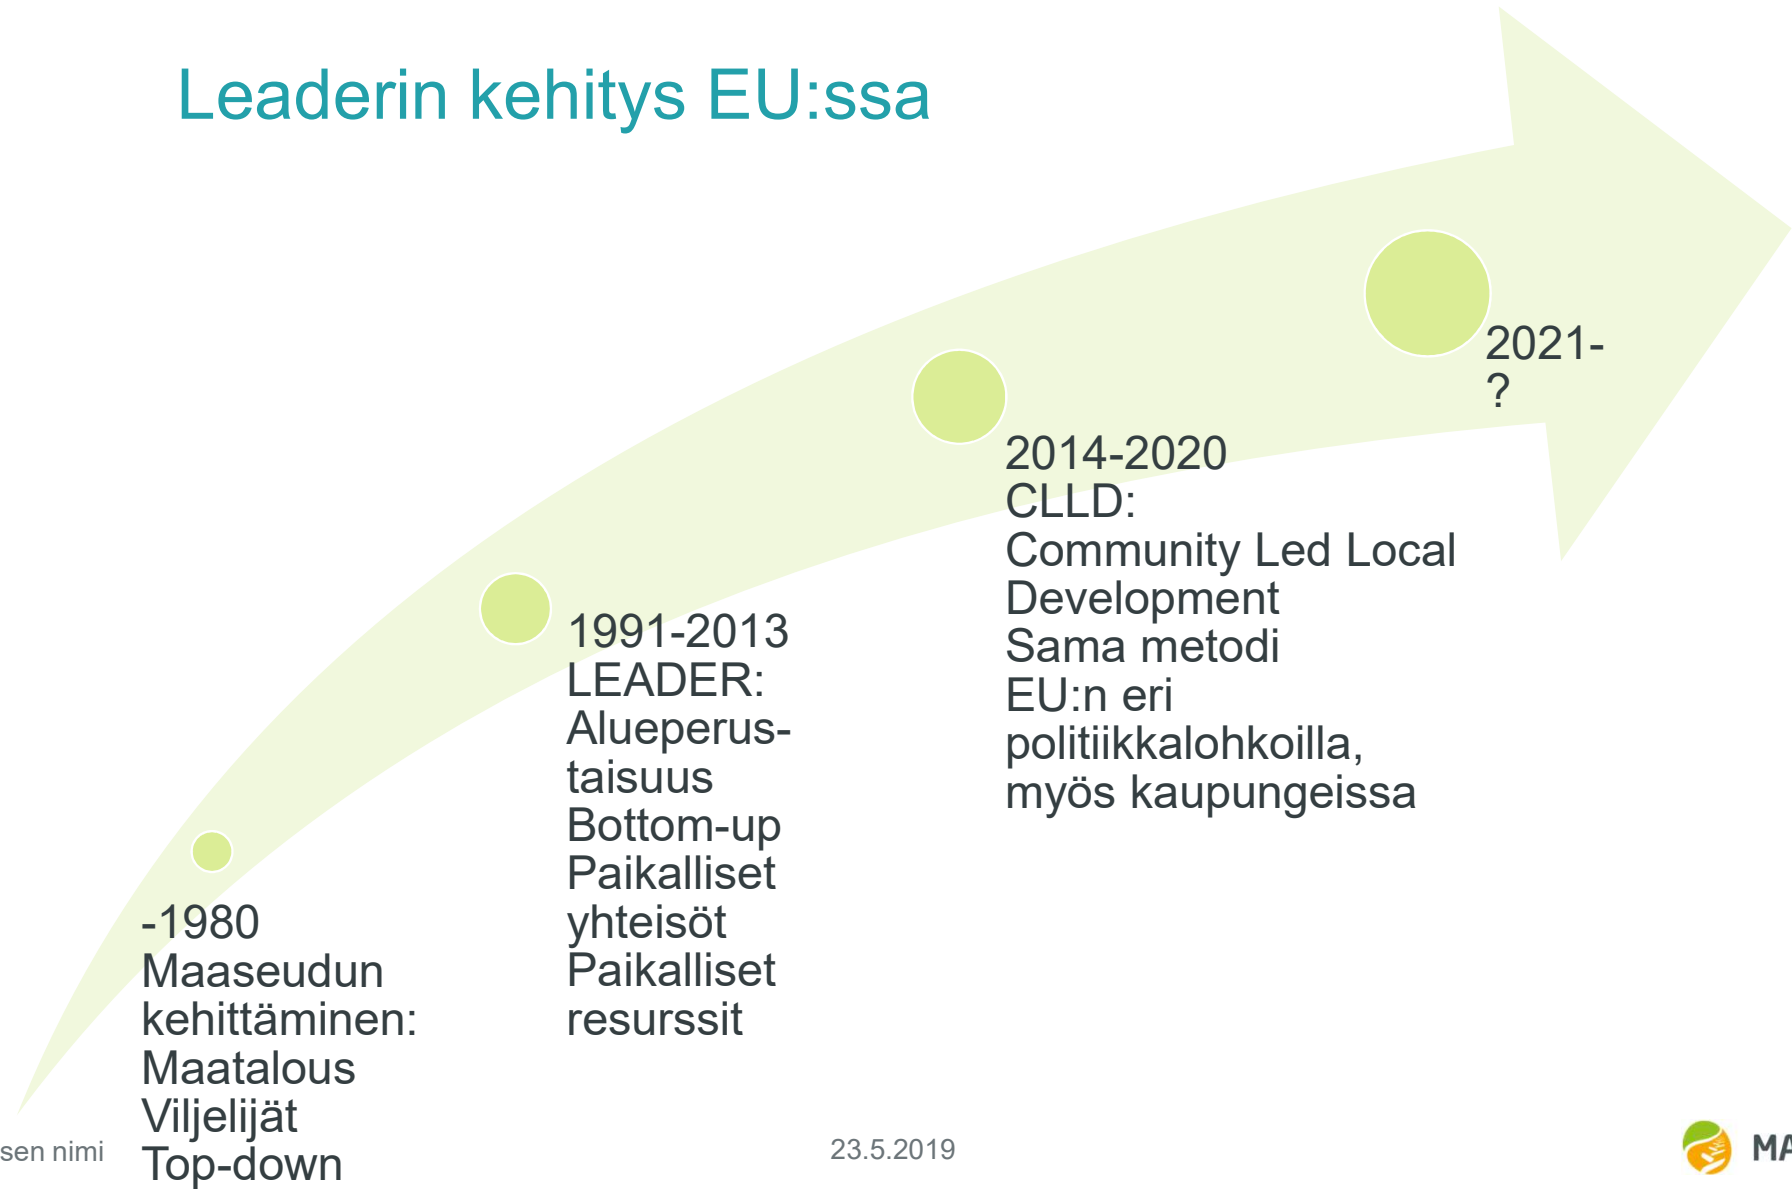 Leaderin kehitys EU:ssa
-1980
Maaseudun
kehittäminen:
Maatalous
Viljelijät
Top-down
1991-2013
LEADER:
Alueperus-
taisuus
Bottom-up
Paikalliset
yhteisöt
Paikalliset
resurssit
2014-2020
CLLD:
Community Led Local
Development
Sama metodi
EU:n eri
politiikkalohkoilla,
myös kaupungeissa
2021-
?
sen nimi
23.5.2019
MA